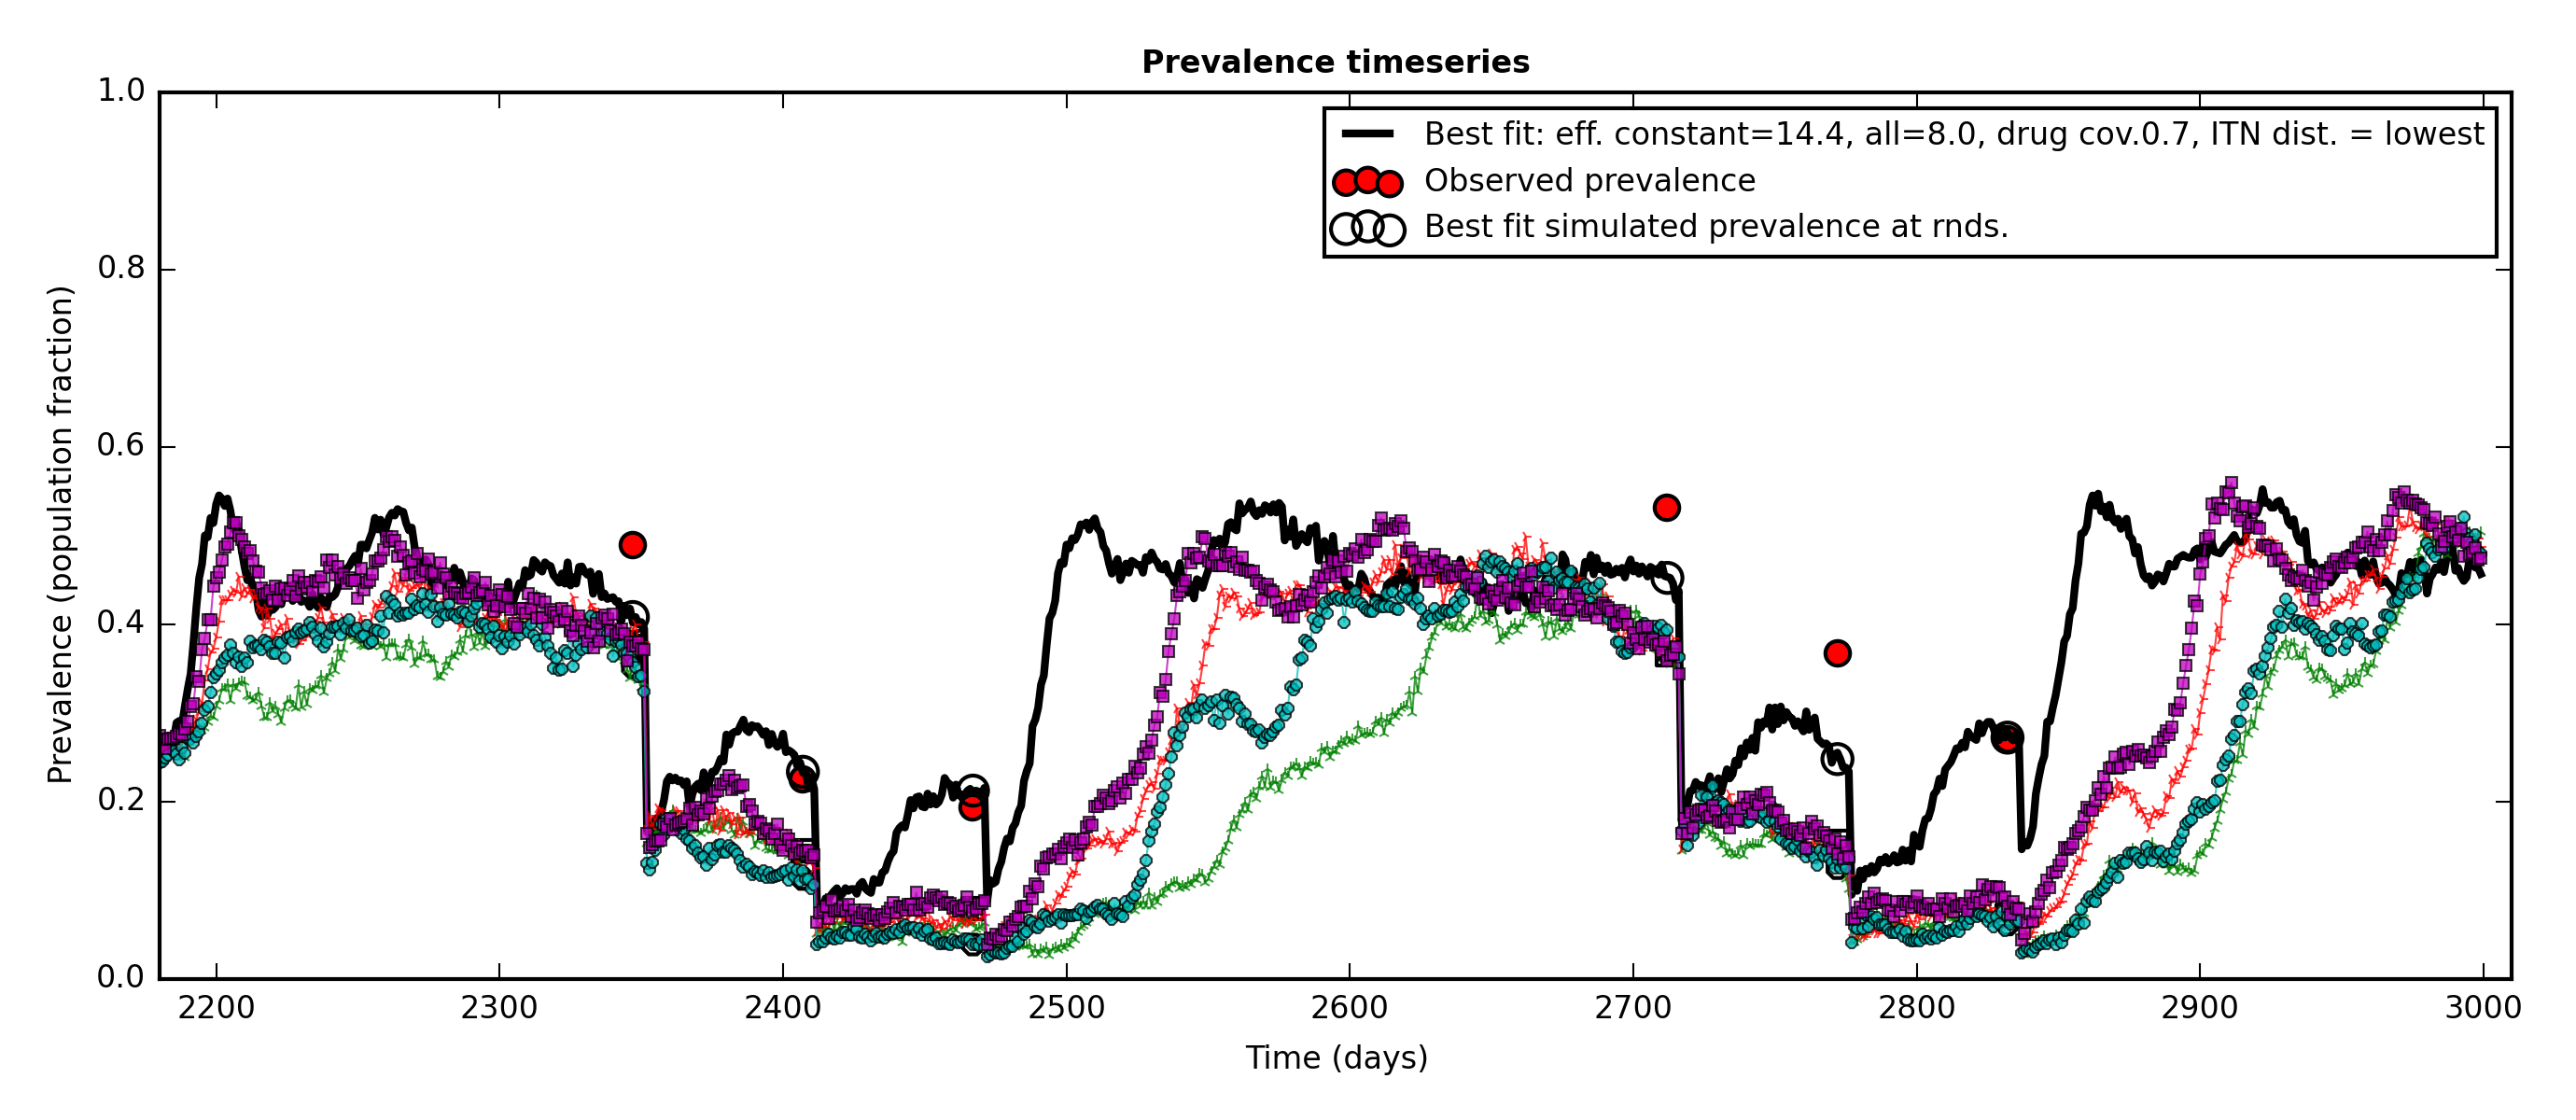 Prevalence timeseries
1.0
0.8
0.6
0.4
0.2
0.0
Prevalence (population fraction)
Best fit: eff. constant=14.4, all=8.0, drug cov.0.7, ITN dist. = lowest
Observed prevalence
Best fit simulated prevalence at rnds.
2200 2300 2400 2500 2600 2700 2800 2900 3000
Time (days)